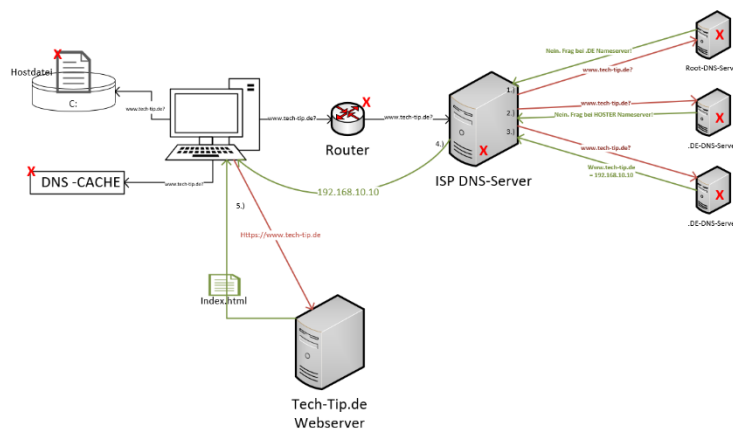 Hostdatei
C:
www.tech-tip.de?
DNS -CACHE
www.tech-tip.de?
www.tech-tip.de?
Router
www.tech-tip.de?
ISP DNS-Server
1.)
2.)
3.)
4.)
Nein. Frag bei .DE Nameserver!
www.tech-tip.de?
Root-DNS-Serv
www.tech-tip.de?
Nein. Frag bei HOSTER Nameserver!
.DE-DNS-Serve
www.tech-tip.de?
Www.tech-tip.de
= 192.168.10.10
.DE-DNS-Serve
192.168.10.10
5.)
Https://www.tech-tip.de
Index.html
Tech-Tip.de
Webserver
X
X
X
X
X
X
X